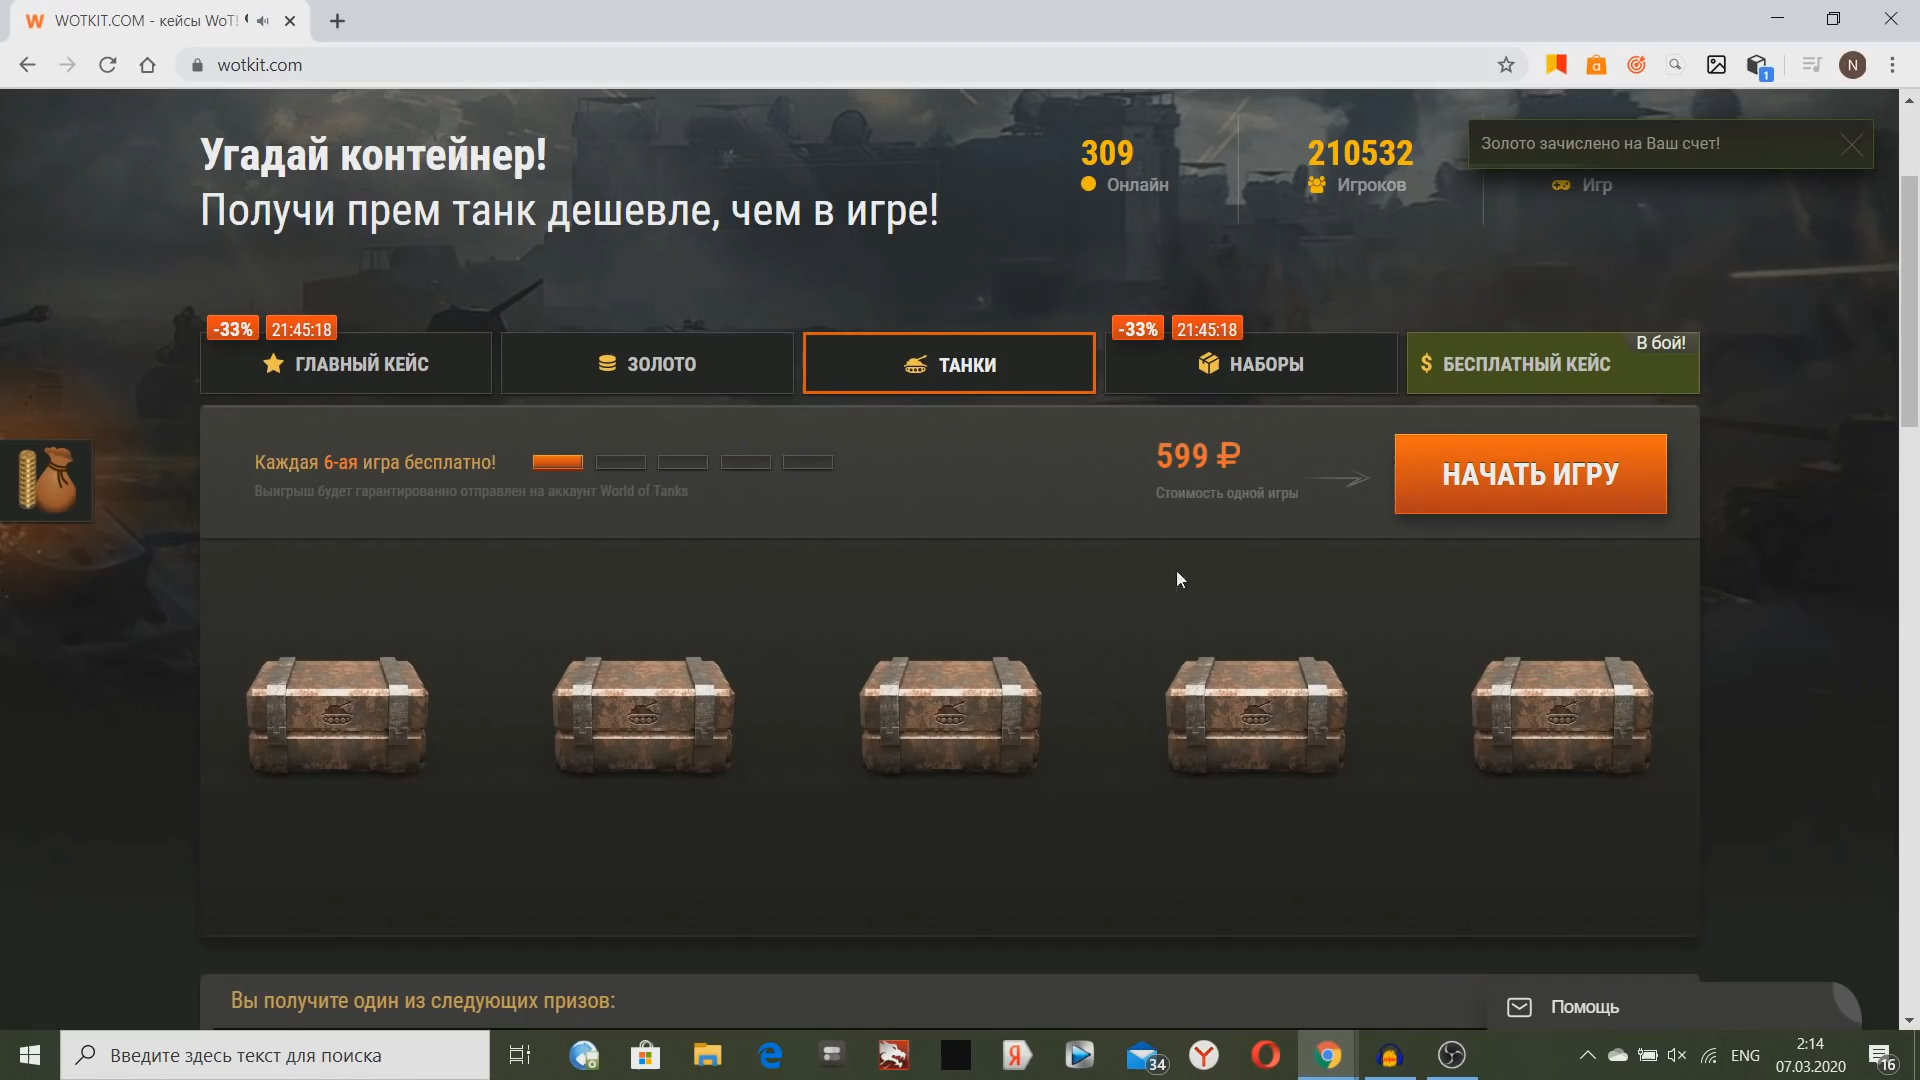 WOTKIT.COM - кейсы WoT!
wotkit.com
1
N
Угадай контейнер!
Получи прем танк дешевле, чем в игре!
309
Онлайн
210532
Игроков
Золото зачислено на Ваш счет!
Игр
-33% 21:45:18
ГЛАВНЫЙ КЕЙС
ЗОЛОТО
ТАНКИ
-33% 21:45:18
НАБОРЫ
В бой!
$ БЕСПЛАТНЫЙ КЕЙС
Каждая 6-ая игра бесплатно!
Выигрыш будет гарантированно отправлен на аккаунт World of Tanks
599 ₽
Стоимость одной игры
НАЧАТЬ ИГРУ
Вы получите один из следующих призов:
Помощь
Введите здесь текст для поиска
34
ENG
2:14
07.03.2020
16